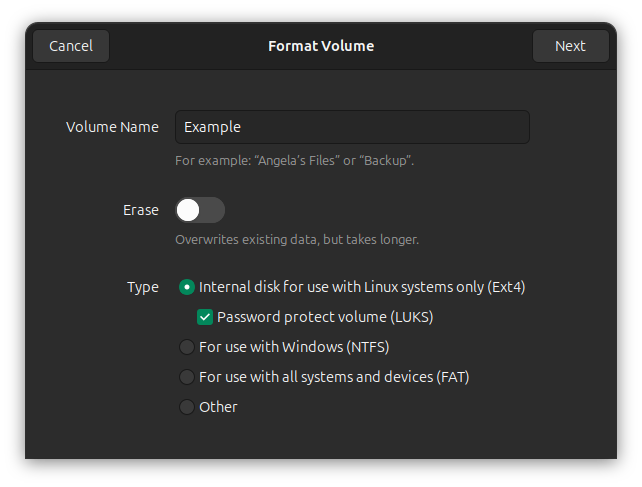 Cancel
Format Volume
Next
Volume Name
Example
For example: “Angela’s Files” or “Backup”.
Erase
Overwrites existing data, but takes longer.
Type
Internal disk for use with Linux systems only (Ext4)
Password protect volume (LUKS)
For use with Windows (NTFS)
For use with all systems and devices (FAT)
Other